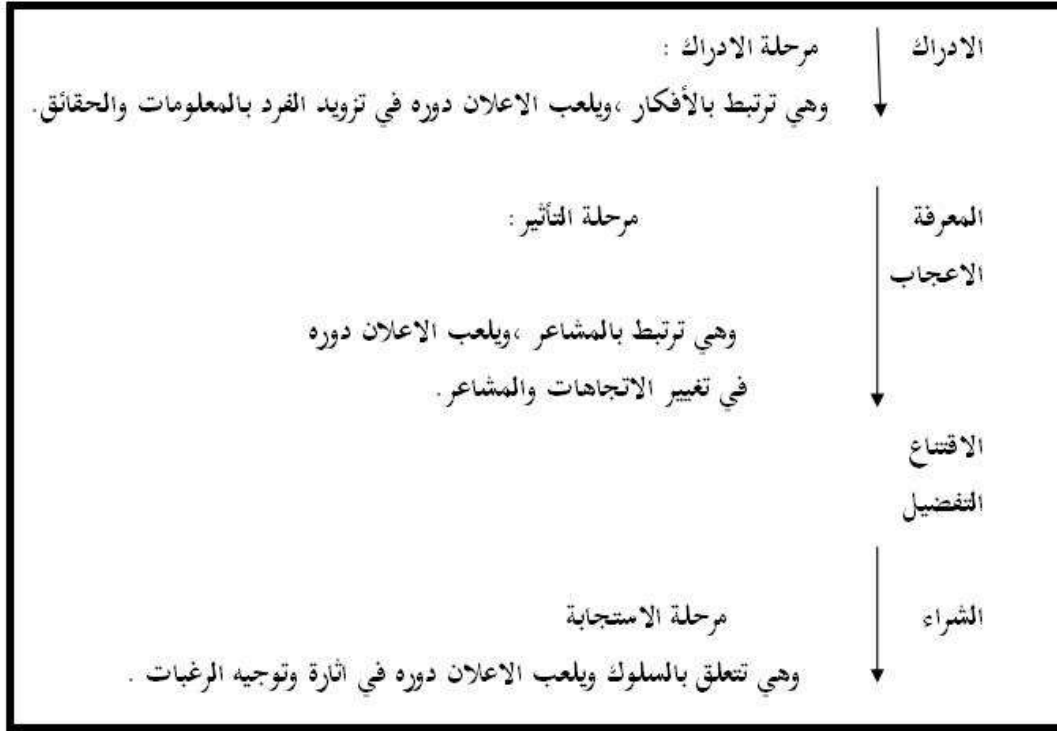 الادراك مرحلة الادراك :
وهي ترتبط بالأفكار ،ويلعب الاعلان دوره في تزويد الفرد بالمعلومات والحقائق.
المعرفة مرحلة التأثير :
الاعجاب
وهي ترتبط بالمشاعر ،ويلعب الاعلان دوره
في تغيير الاتجاهات والمشاعر .
الاقتناع
التفضيل
الشراء مرحلة الاستجابة
وهي تتعلق بالسلوك ويلعب الاعلان دوره في اثارة وتوجيه الرغبات .